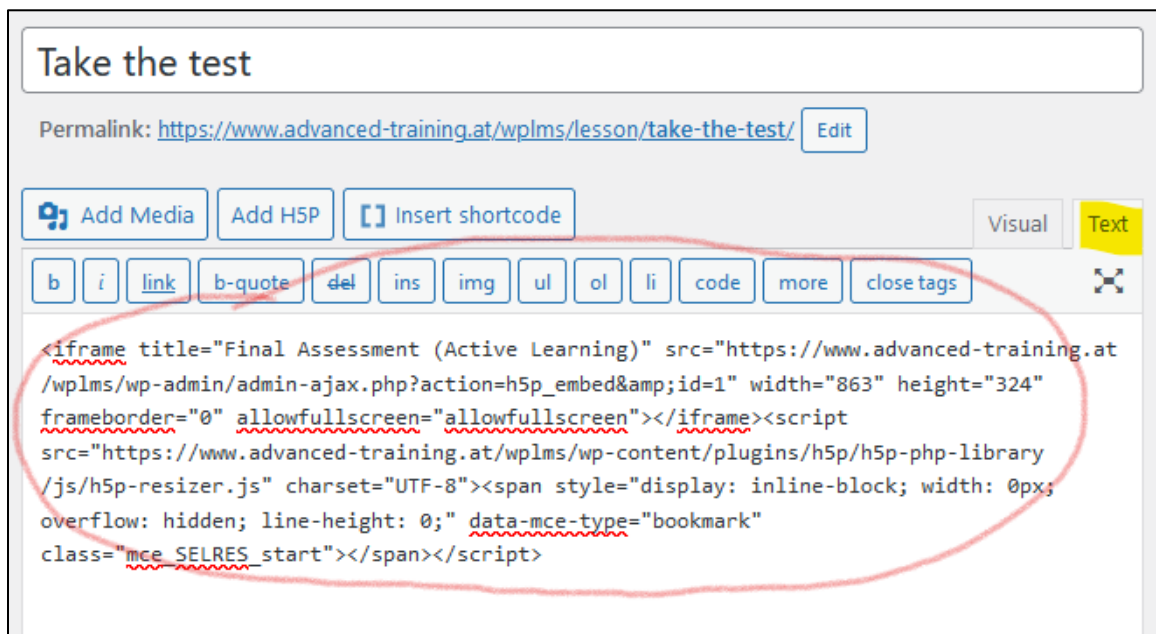 Take the test
Permalink: https://www.advanced-training.at/wplms/lesson/take-the-test/ Edit
Add Media Add H5P [] Insert shortcode Visual Text
b i link b-quote del ins img ul ol li code more close tags
<iframe title="Final Assessment (Active Learning)" src="https://www.advanced-training.at
/wplms/wp-admin/admin-ajax.php?action=h5p_embed&amp;id=1" width="863" height="324"
frameborder="0" allowfullscreen="allowfullscreen"></iframe><script
src="https://www.advanced-training.at/wplms/wp-content/plugins/h5p/h5p-php-library
/js/h5p-resizer.js" charset="UTF-8"><span style="display: inline-block; width: 0px;
overflow: hidden; line-height: 0;" data-mce-type="bookmark"
class="mce_SELRES_start"></span></script>